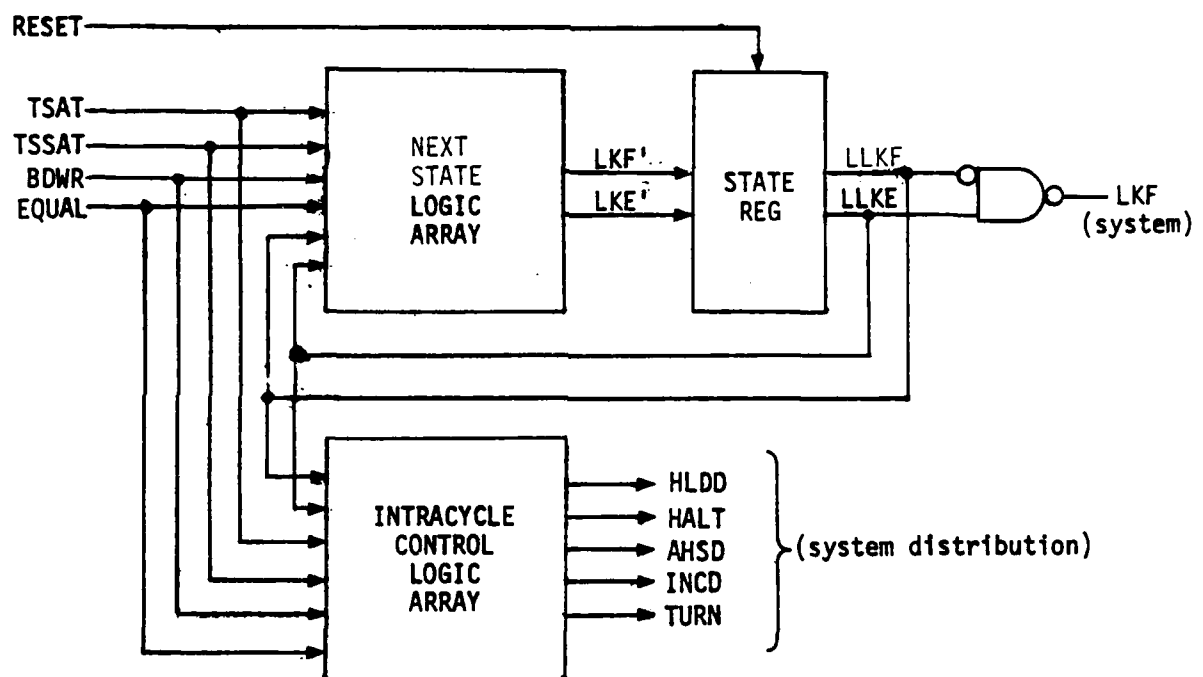 RESET
TSAT
TSSAT
BDWR
EQUAL
NEXT
STATE
LOGIC
ARRAY
LKF'
LKE'
STATE
REG
LLKF
LLKE
LKF
(system)
INTRACYCLE
CONTROL
LOGIC
ARRAY
HLDD
HALT
AHSD
INCD
TURN
(system distribution)